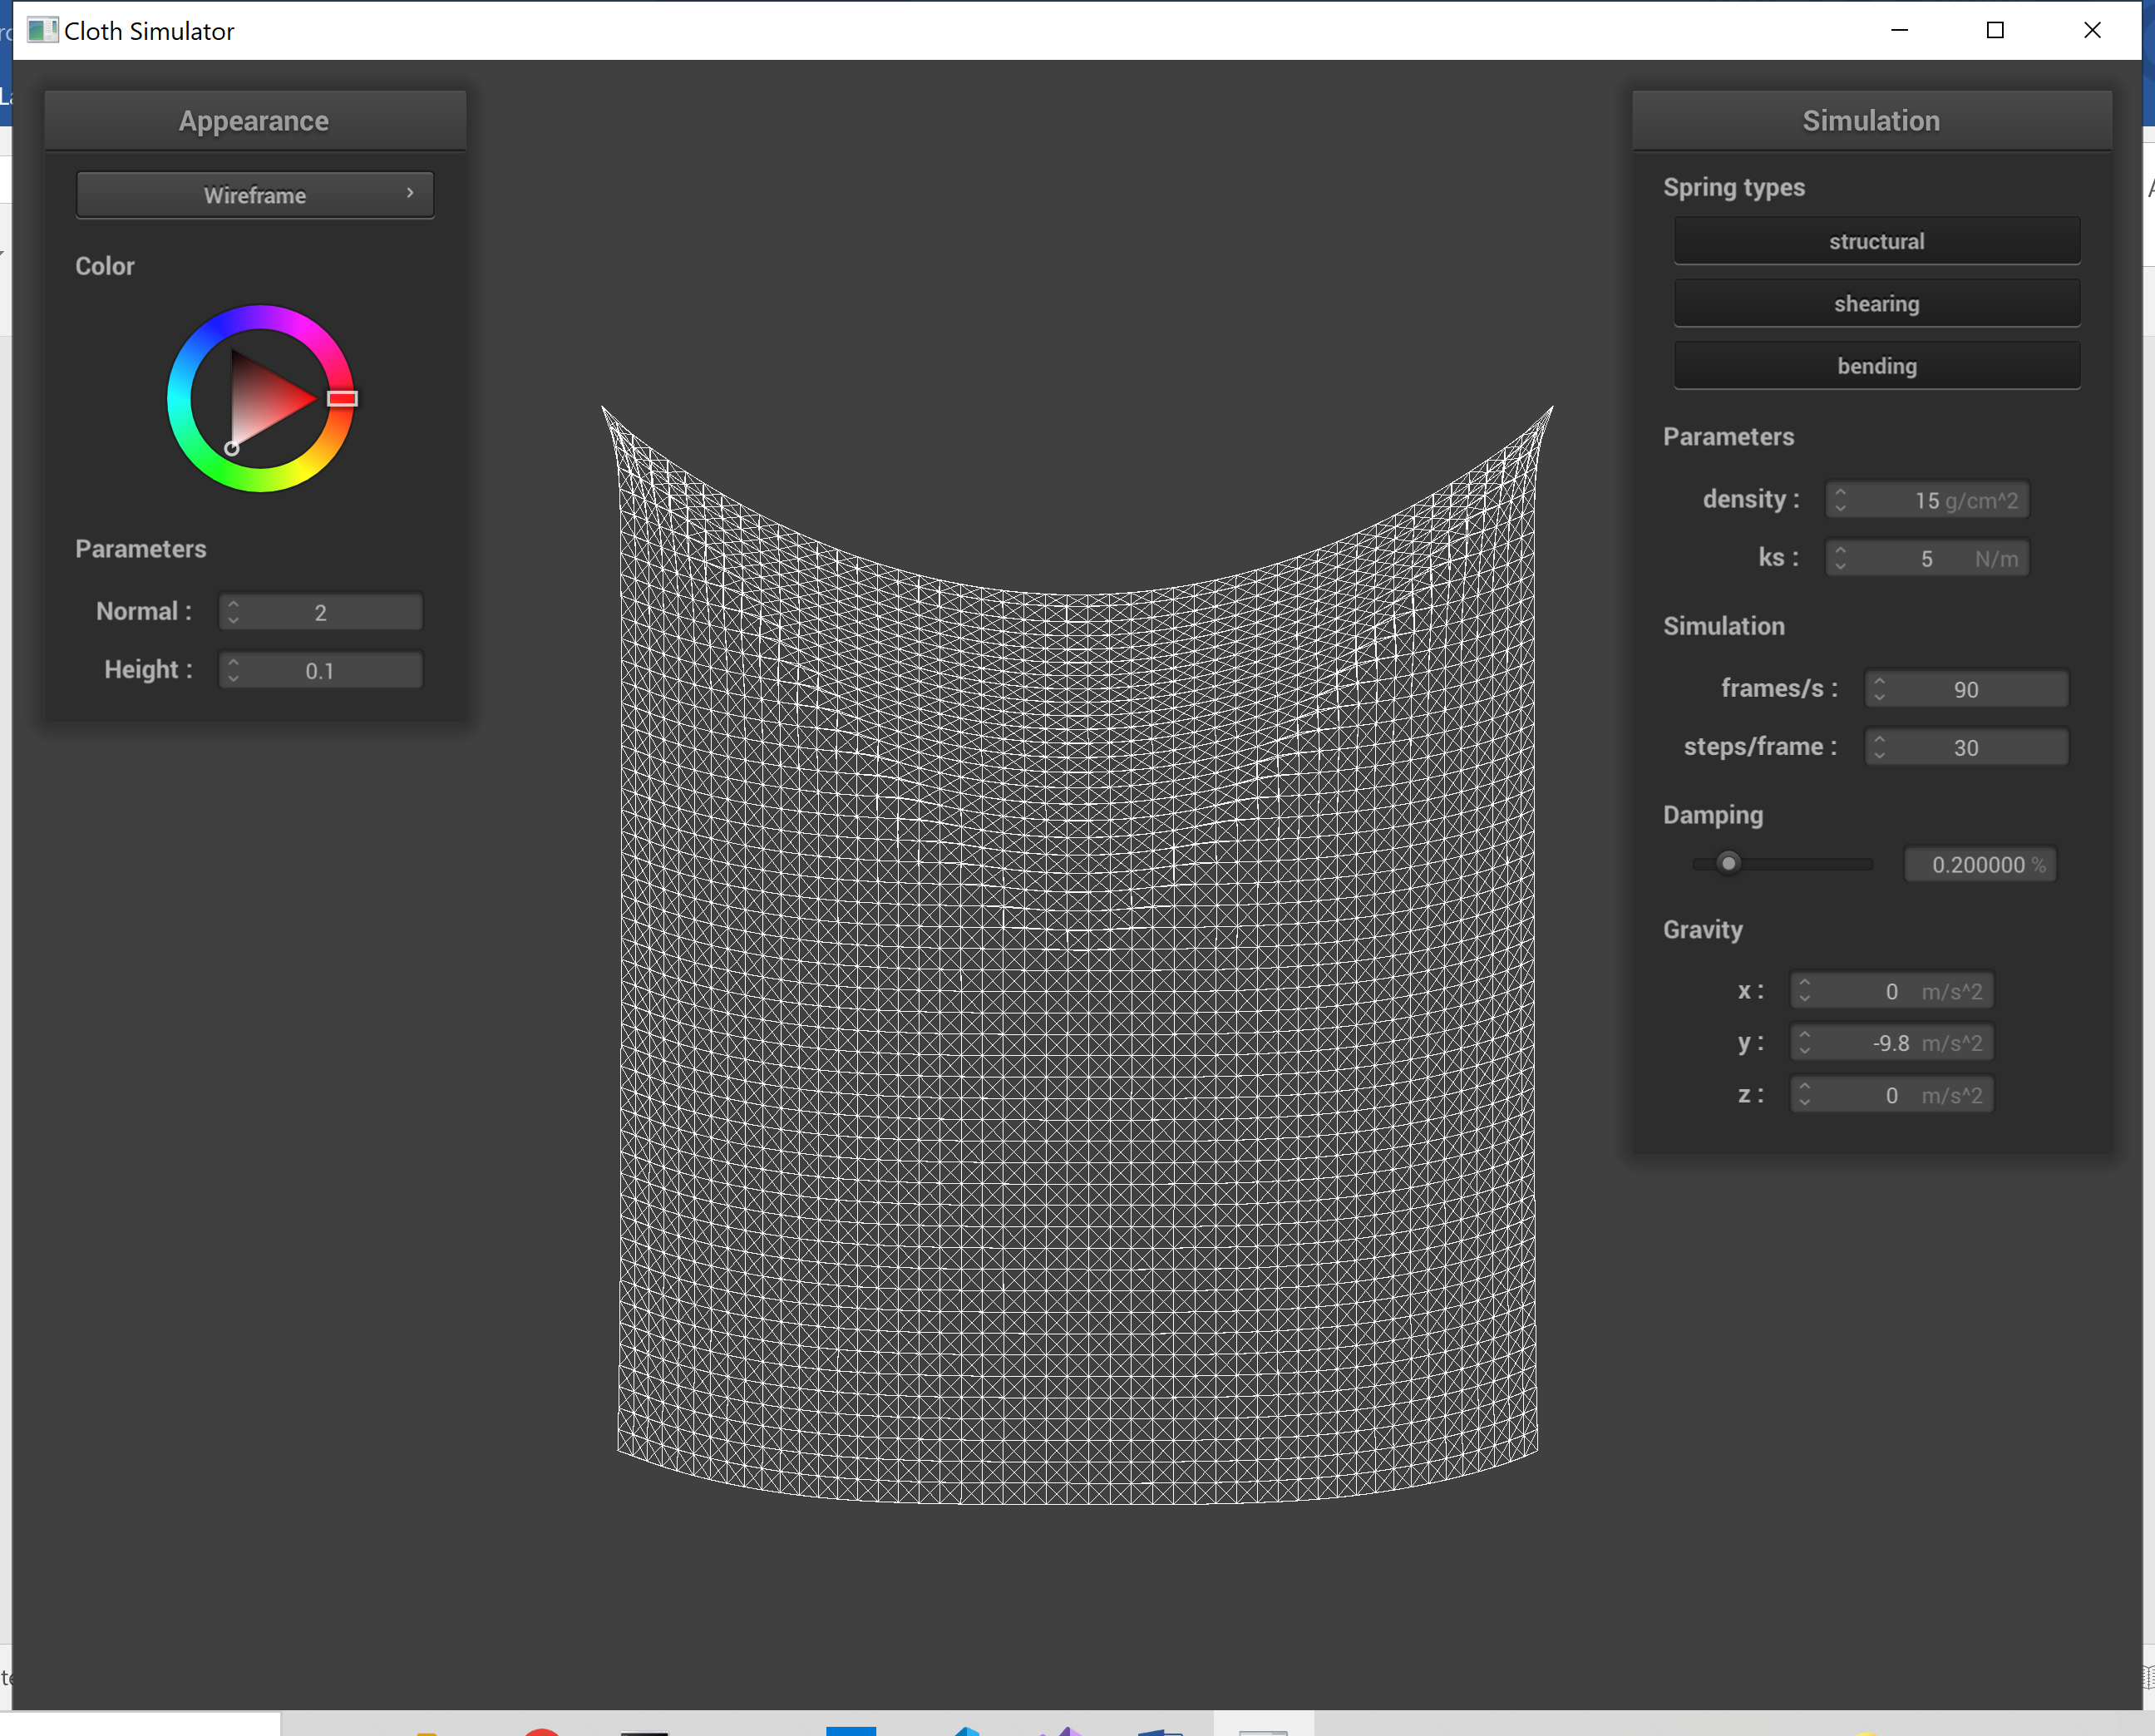 Cloth Simulator
Appearance
Wireframe
Color
Parameters
Normal : 2
Height : 0.1
Simulation
Spring types
structural
shearing
bending
Parameters
density : 15 g/cm^2
ks : 5 N/m
Simulation
frames/s : 90
steps/frame : 30
Damping
0.200000 %
Gravity
x : 0 m/s^2
y : -9.8 m/s^2
z : 0 m/s^2